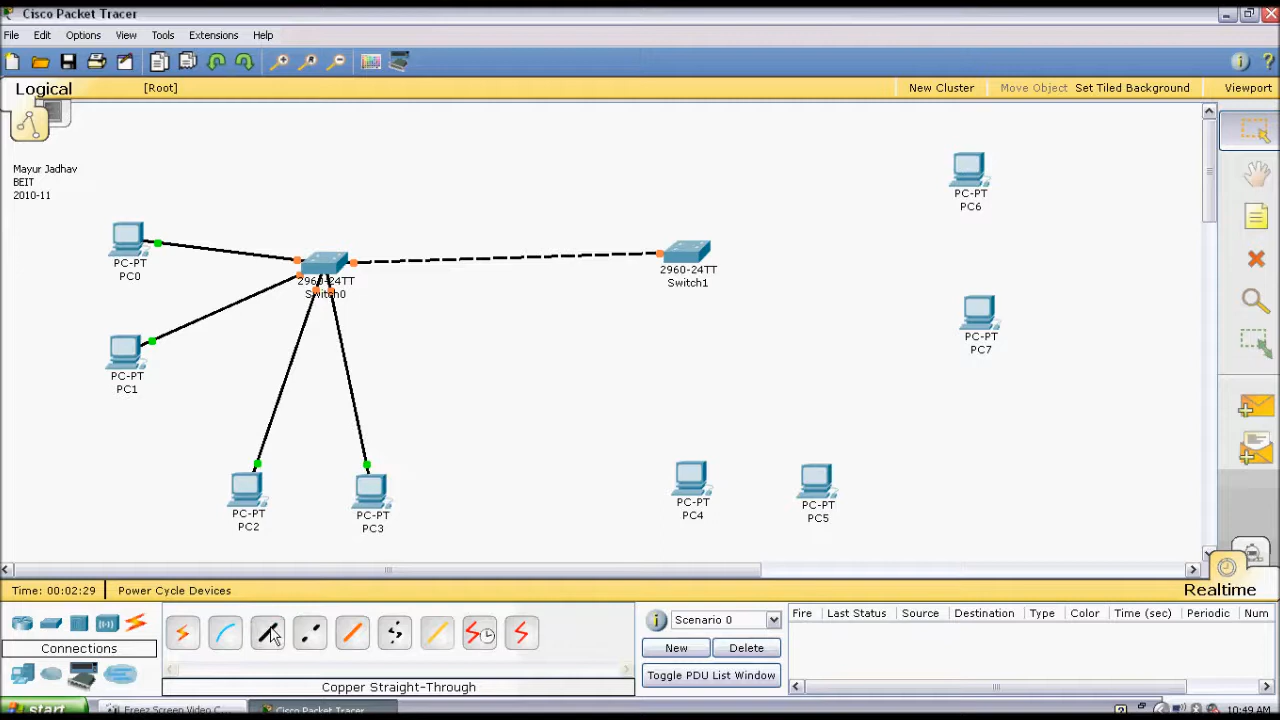 Cisco Packet Tracer
File Edit Options View Tools Extensions Help
Logical [Root] New Cluster Move Object Set Tiled Background Viewport
Mayur Jadhav
BEIT
2010-11
PC-PT
PC0
PC-PT
PC1
2960-24TT
Switch0
2960-24TT
Switch1
PC-PT
PC6
PC-PT
PC7
PC-PT
PC2
PC-PT
PC3
PC-PT
PC4
PC-PT
PC5
Time: 00:02:29 Power Cycle Devices Realtime
Connections
Copper Straight-Through
Scenario 0
New Delete
Toggle PDU List Window
Fire Last Status Source Destination Type Color Time (sec) Periodic Num
start Cisco Packet Tracer 10:49 AM